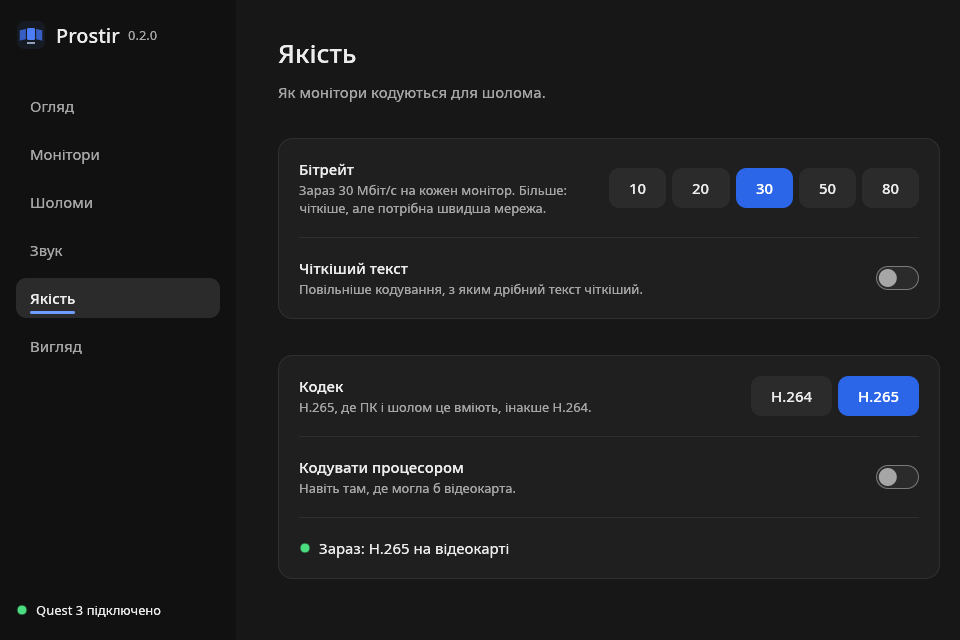 Prostir 0.2.0
Огляд
Монітори
Шоломи
Звук
Якість
Вигляд
Quest 3 підключено
Якість
Як монітори кодуються для шолома.
Бітрейт
Зараз 30 Мбіт/с на кожен монітор. Більше:
чіткіше, але потрібна швидша мережа.
10 20 30 50 80
Чіткіший текст
Повільніше кодування, з яким дрібний текст чіткіший.
Кодек
H.265, де ПК і шолом це вміють, інакше H.264.
H.264 H.265
Кодувати процесором
Навіть там, де могла б відеокарта.
Зараз: H.265 на відеокарті